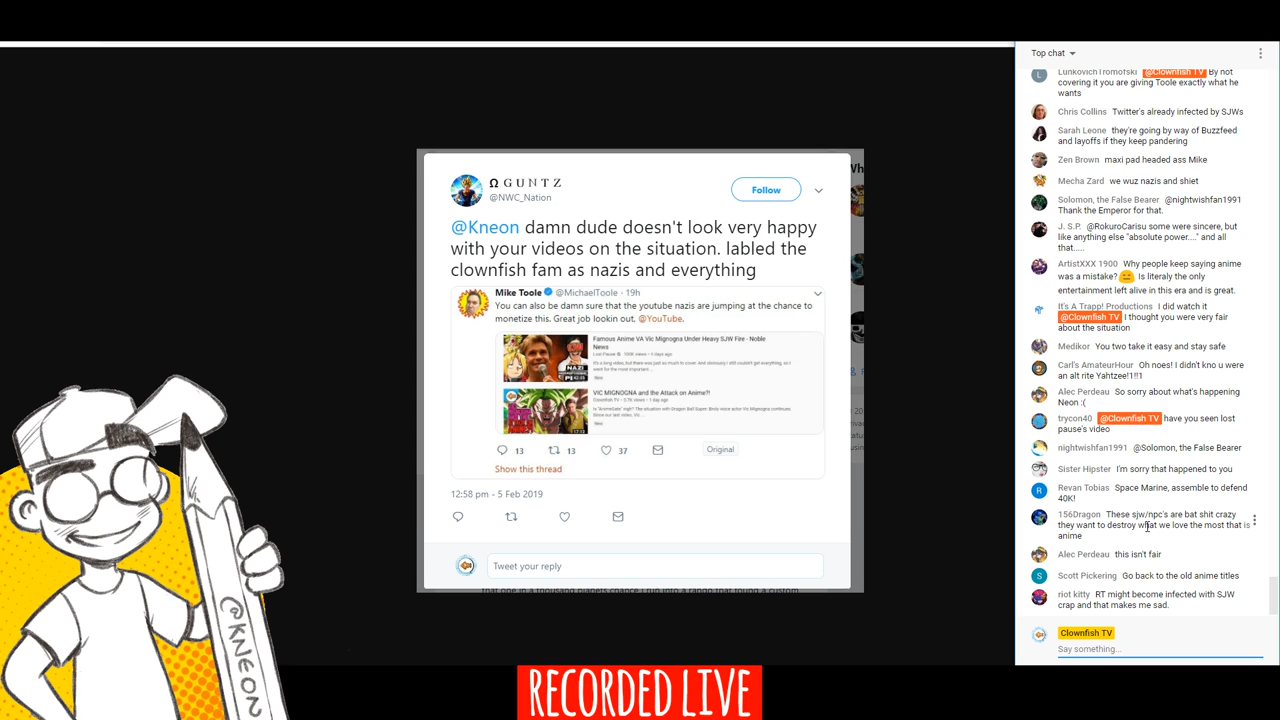 Ω G U N T Z
@NWC_Nation
Follow
@Kneon damn dude doesn't look very happy
with your videos on the situation. labled the
clownfish fam as nazis and everything
Mike Toole @MichaelToole · 19h
You can also be damn sure that the youtube nazis are jumping at the chance to
monetize this. Great job lookin out. @YouTube.
Famous Anime VA Vic Mignogna Under Heavy SJW Fire - Noble
News
VIC MIGNOGNA and the Attack on Anime?!
13
13
37
Original
Show this thread
12:58 pm - 5 Feb 2019
Tweet your reply
@KNEON
RECORDED LIVE
Top chat
LunkovichTromofski @Clownfish TV By not
covering it you are giving Toole exactly what he
wants
Chris Collins Twitter's already infected by SJWs
Sarah Leone they're going by way of Buzzfeed
and layoffs if they keep pandering
Zen Brown maxi pad headed ass Mike
Mecha Zard we wuz nazis and shiet
Solomon, the False Bearer @nightwishfan1991
Thank the Emperor for that.
J. S.P. @RokuroCarisu some were sincere, but
like anything else "absolute power...." and all
that.....
ArtistXXX 1900 Why people keep saying anime
was a mistake? Is literaly the only
entertainment left alive in this era and is great.
It's A Trapp! Productions I did watch it
@Clownfish TV I thought you were very fair
about the situation
Medikor You two take it easy and stay safe
Carl's AmateurHour Oh noes! I didn't kno u were
an alt rite Yahtzee!1!!1
Alec Perdeau So sorry about what's happening
Neon :(
trycon40 @Clownfish TV have you seen lost
pause's video
nightwishfan1991 @Solomon, the False Bearer
Sister Hipster I'm sorry that happened to you
Revan Tobias Space Marine, assemble to defend
40K!
156Dragon These sjw/npc's are bat shit crazy
they want to destroy what we love the most that is
anime
Alec Perdeau this isn't fair
Scott Pickering Go back to the old anime titles
riot kitty RT might become infected with SJW
crap and that makes me sad.
Clownfish TV
Say something...